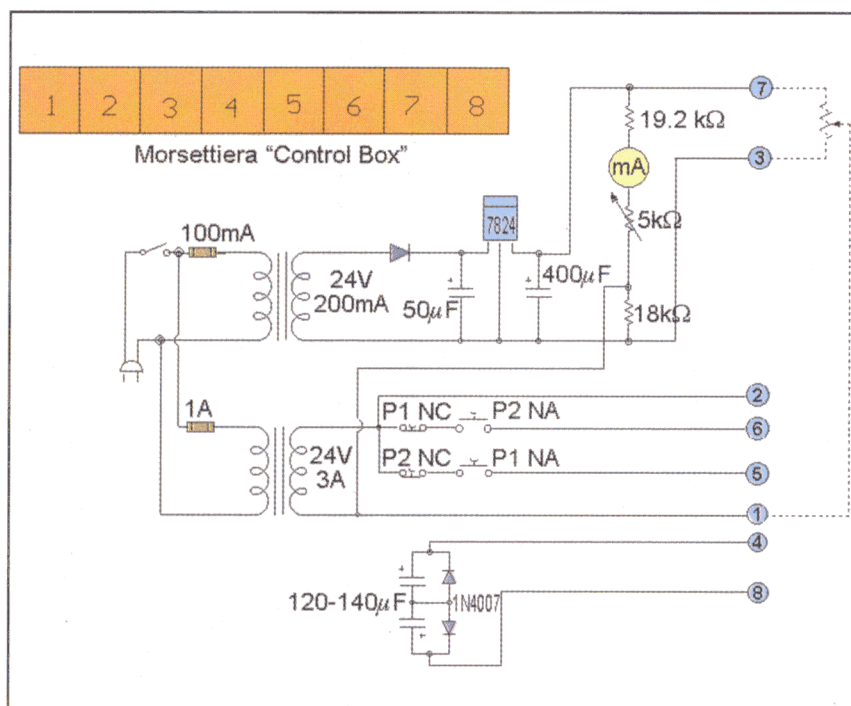 1 2 3 4 5 6 7 8
Morsettiera "Control Box"
7
19.2 kΩ
3
mA
100mA
7824
5kΩ
24V
200mA
50μF
400μF
18kΩ
2
P1 NC
P2 NA
6
1A
24V
3A
P2 NC
P1 NA
5
1
4
120-140μF
1N4007
8